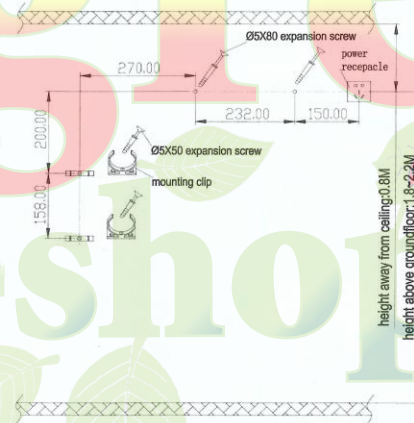 Ø5X80 expansion screw
power
recepacle
270.00
232.00
150.00
200.00
Ø5X50 expansion screw
mounting clip
158.00
height away from ceiling:0.8M
height above groundfloor:1.8~2.2M
shop